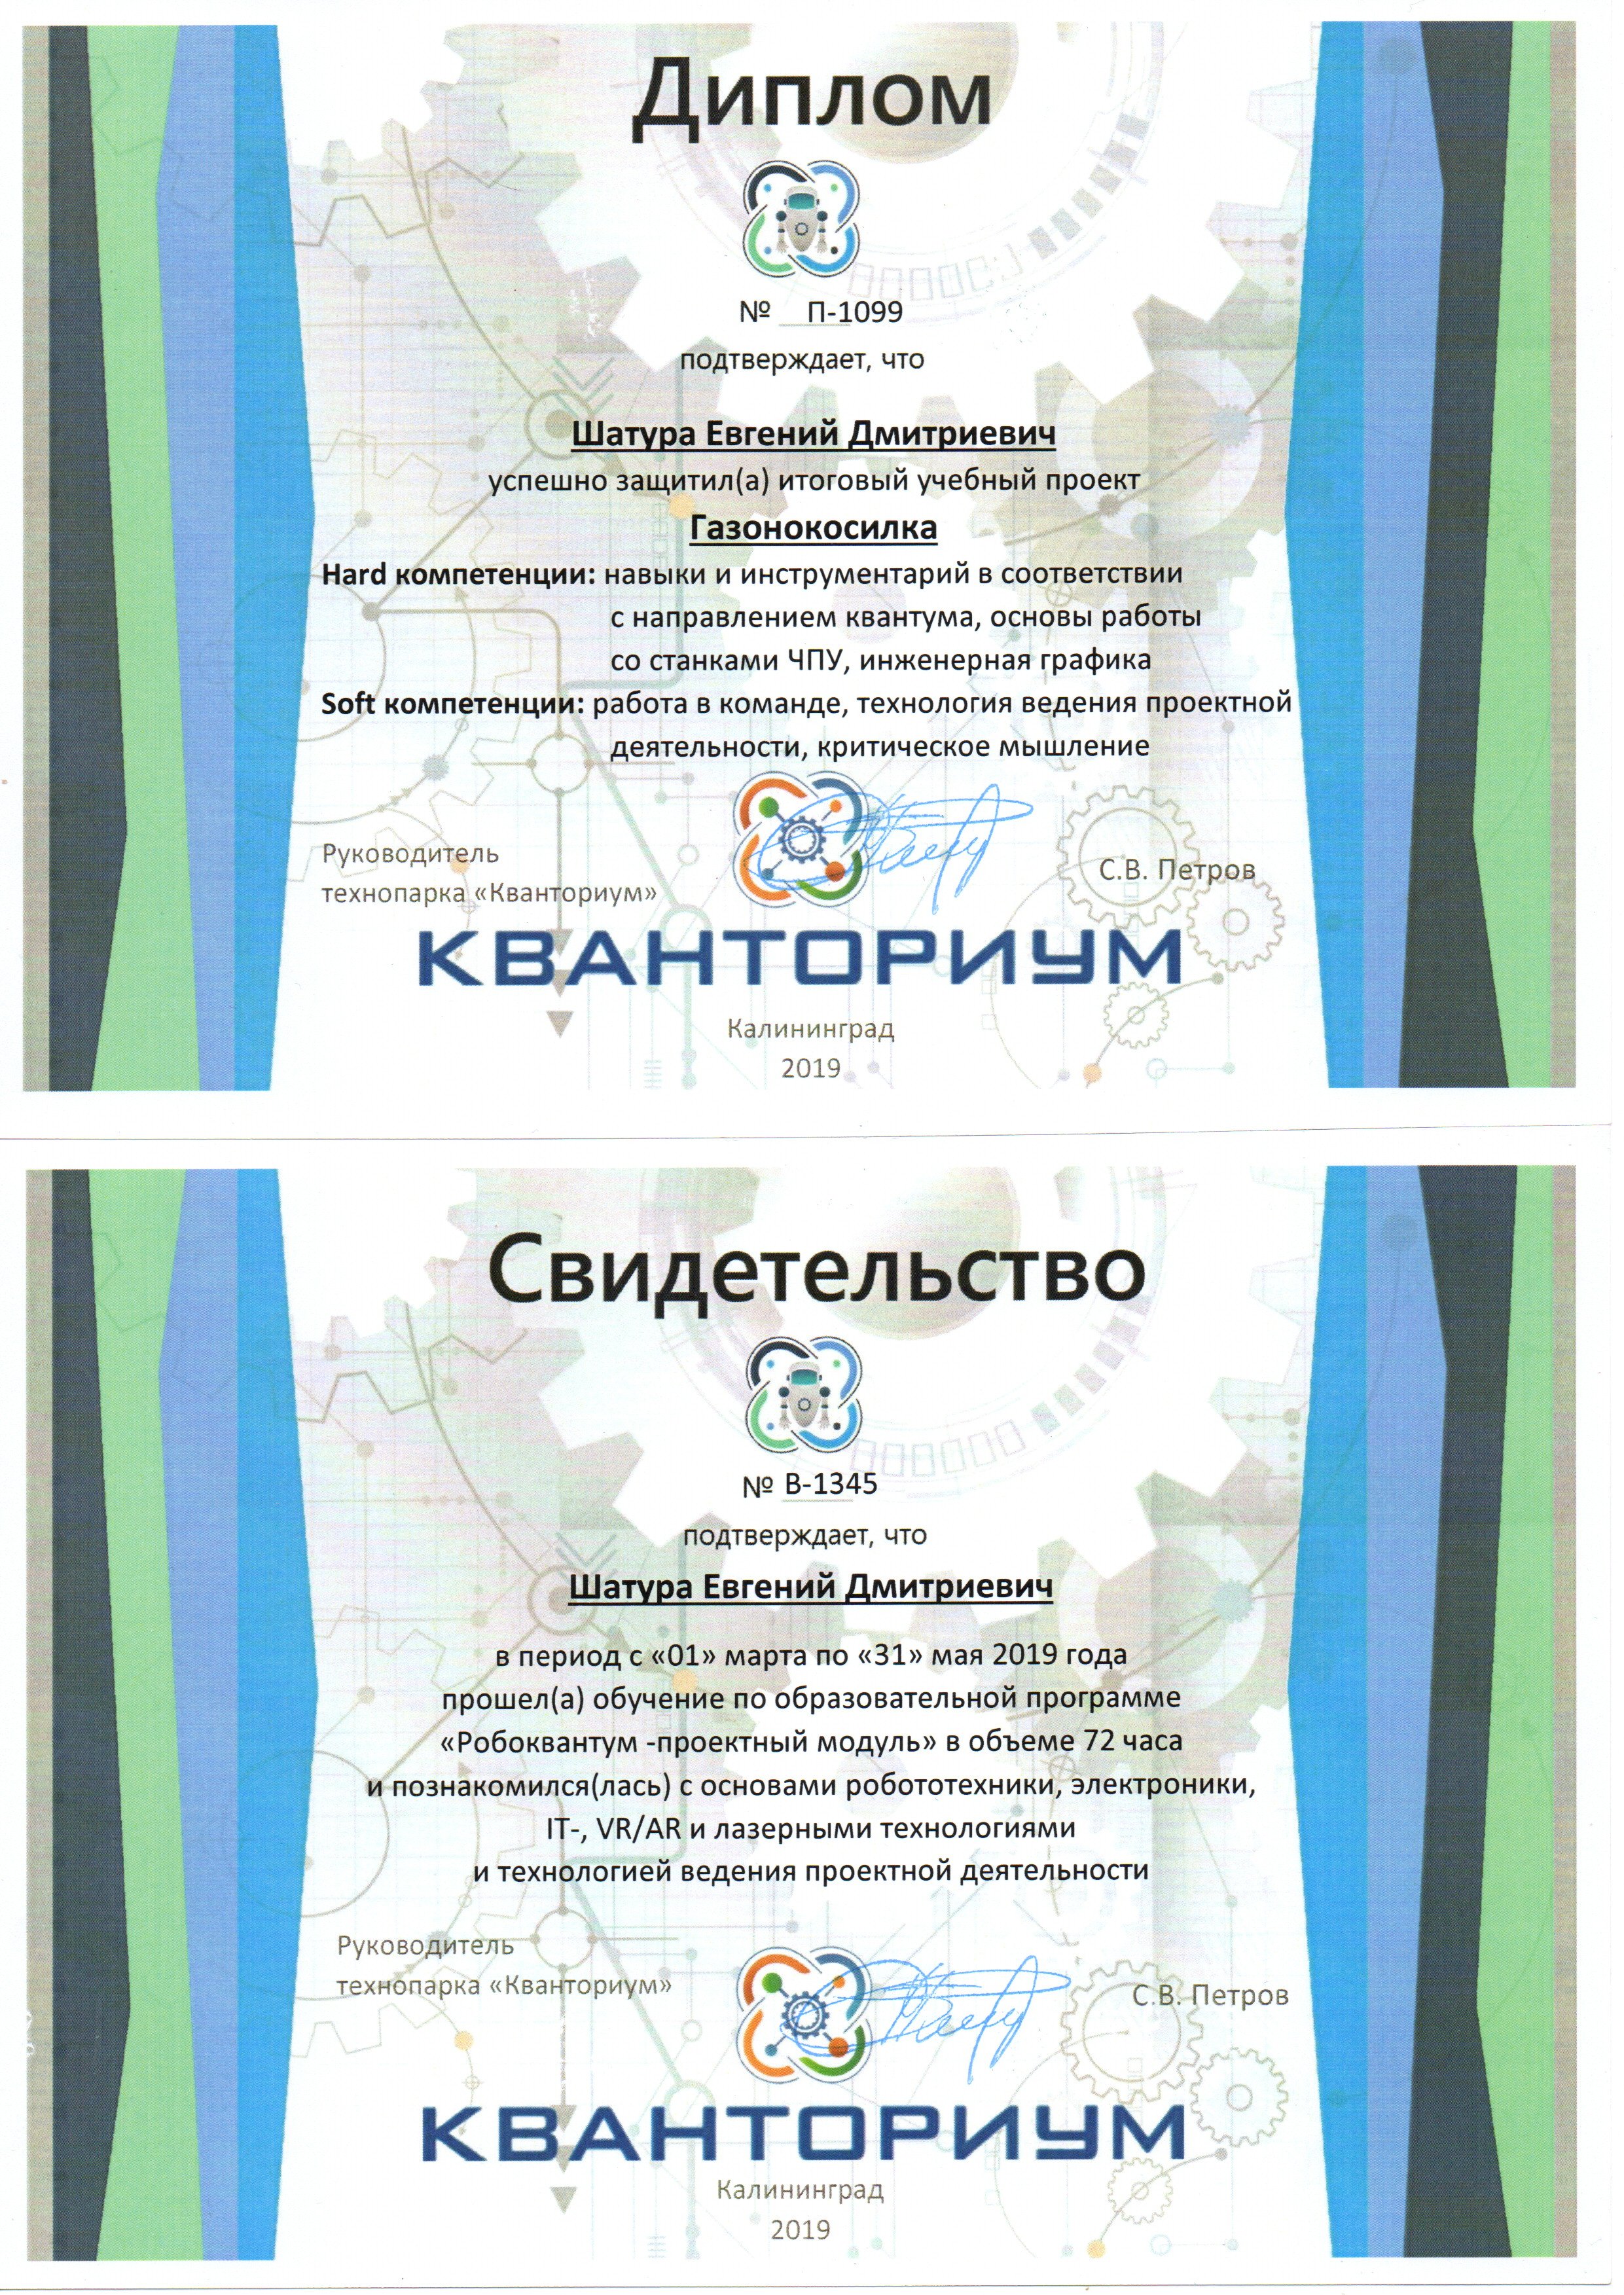 Диплом
№ П-1099
подтверждает, что
Шатура Евгений Дмитриевич
успешно защитил(а) итоговый учебный проект
Газонокосилка
Hard компетенции: навыки и инструментарий в соответствии
с направлением квантума, основы работы
со станками ЧПУ, инженерная графика
Soft компетенции: работа в команде, технология ведения проектной
деятельности, критическое мышление
Руководитель
технопарка «Кванториум»
С.В. Петров
КВАНТОРИУМ
Калининград
2019
Свидетельство
№ В-1345
подтверждает, что
Шатура Евгений Дмитриевич
в период с «01» марта по «31» мая 2019 года
прошел(а) обучение по образовательной программе
«Робоквантум -проектный модуль» в объеме 72 часа
и познакомился(лась) с основами робототехники, электроники,
IT-, VR/AR и лазерными технологиями
и технологией ведения проектной деятельности
Руководитель
технопарка «Кванториум»
С.В. Петров
КВАНТОРИУМ
Калининград
2019